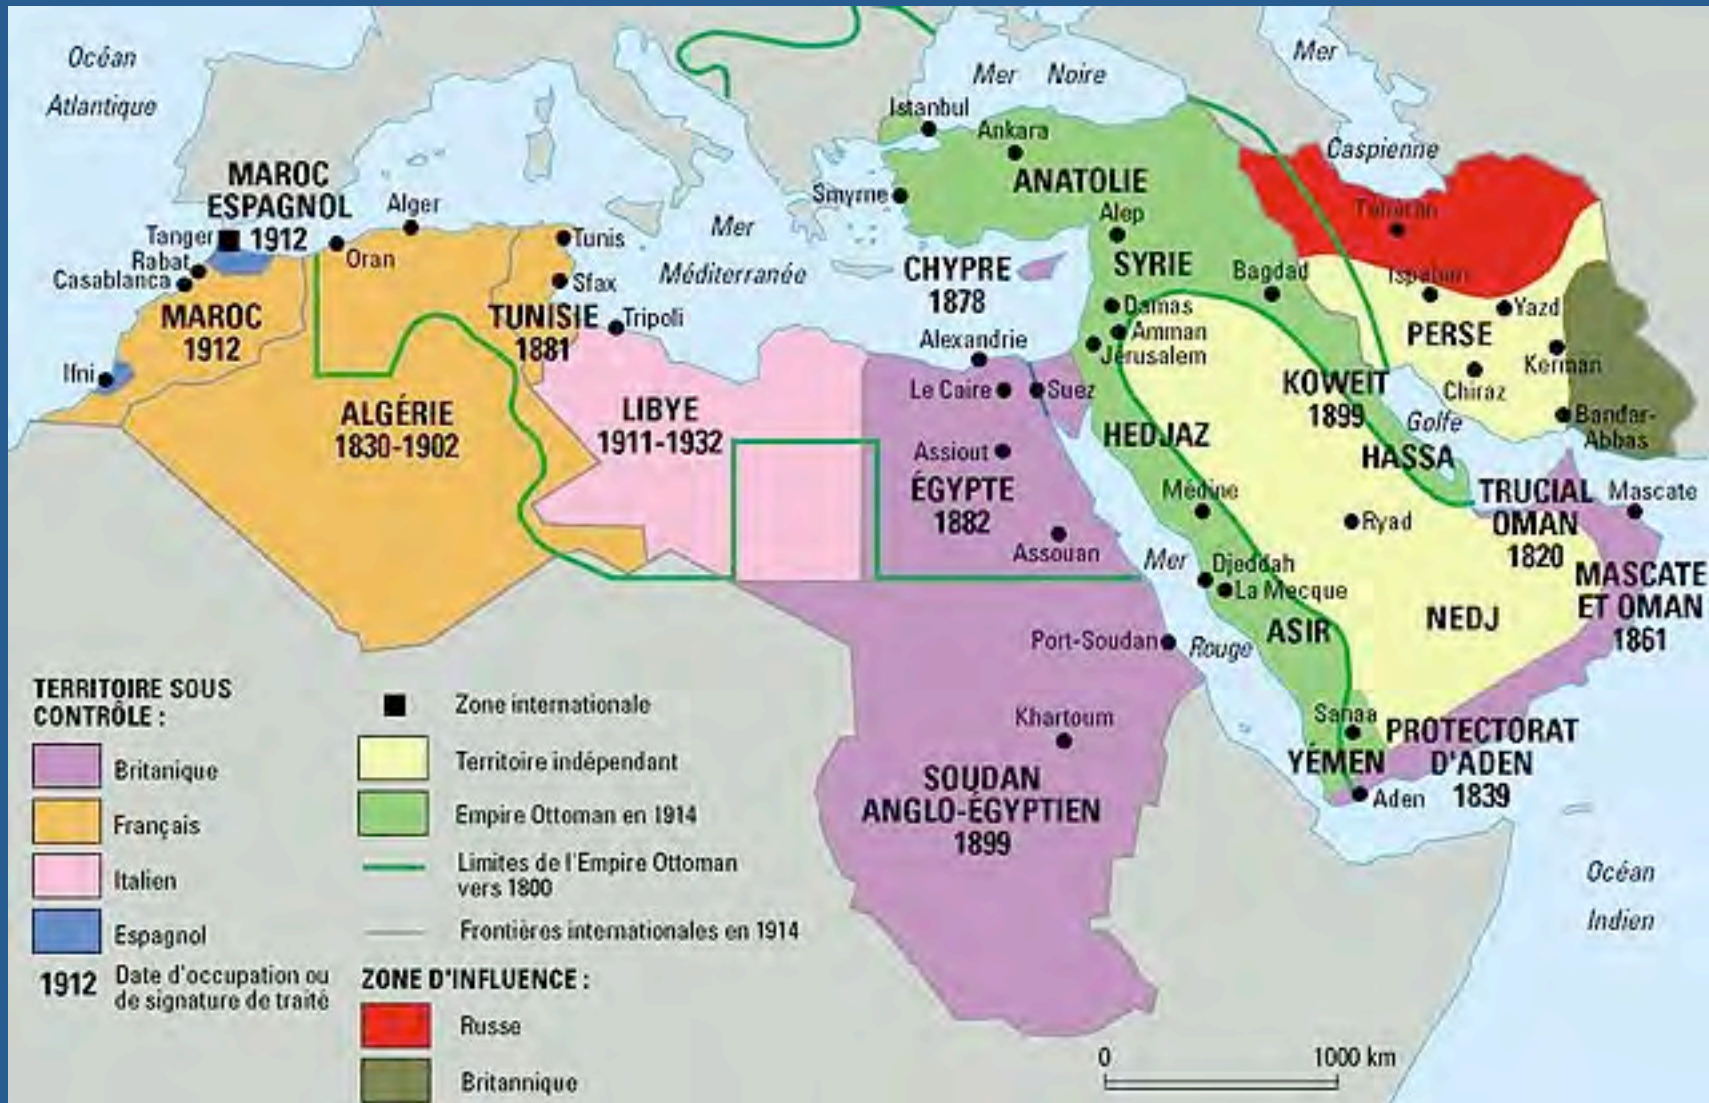 Océan
Atlantique
Mer Noire
Mer
Caspienne
Istanbul
Ankara
ANATOLIE
Smyrne
MAROC
ESPAGNOL
1912
Tanger
Rabat
Casablanca
Alger
Oran
Tunis
Sfax
Mer
Méditerranée
Alep
SYRIE
CHYPRE
1878
Bagdad
Téhéran
Ispahan
Yazd
PERSE
Kerman
Chiraz
Bandar-
Abbas
MAROC
1912
TUNISIE
1881
Tripoli
Damas
Amman
Jérusalem
Alexandrie
Le Caire
Suez
Ifni
ALGÉRIE
1830-1902
LIBYE
1911-1932
KOWEIT
1899
Golfe
HEDJAZ
HASSA
Assiout
ÉGYPTE
1882
Assouan
Médine
Ryad
TRUCIAL
OMAN
1820
Mascate
MASCATE
ET OMAN
1861
Mer
Rouge
Djeddah
La Mecque
ASIR
NEDJ
Port-Soudan
Khartoum
SOUDAN
ANGLO-ÉGYPTIEN
1899
Sanaa
YÉMEN
PROTECTORAT
D'ADEN
1839
Aden
Océan
Indien
TERRITOIRE SOUS
CONTRÔLE :
Britanique
Français
Italien
Espagnol
1912 Date d'occupation ou
de signature de traité
Zone internationale
Territoire indépendant
Empire Ottoman en 1914
Limites de l'Empire Ottoman
vers 1800
Frontières internationales en 1914
ZONE D'INFLUENCE :
Russe
Britannique
0 1000 km